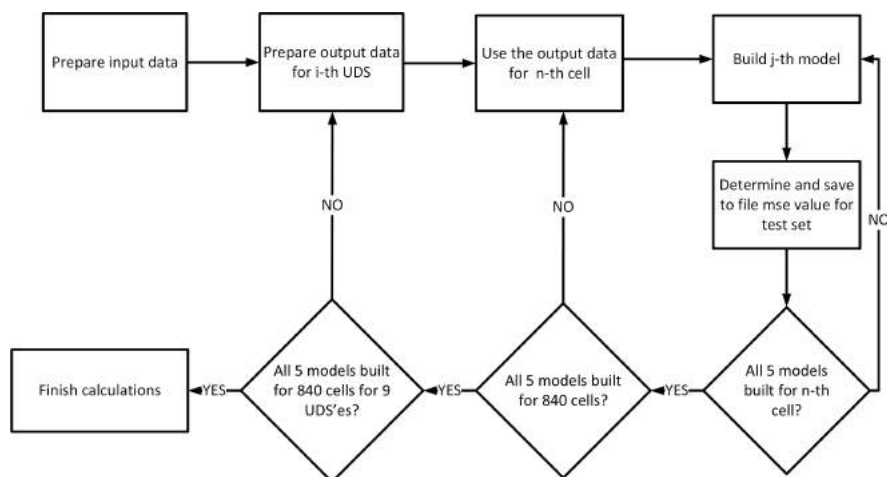 Prepare input data
Prepare output data
for i-th UDS
Use the output data
for n-th cell
Build j-th model
Determine and save
to file mse value for
test set
NO
NO
NO
Finish calculations
YES
All 5 models built
for 840 cells for 9
UDS'es?
YES
All 5 models built
for 840 cells?
YES
All 5 models
built for n-th
cell?